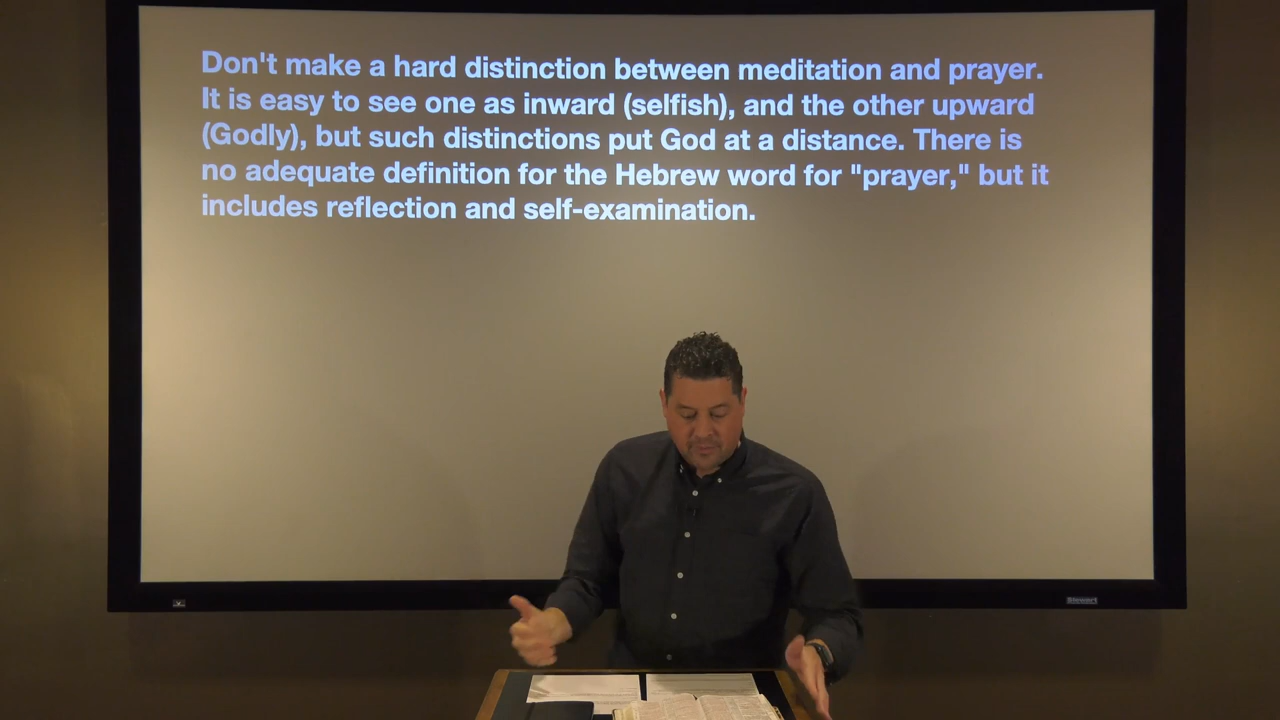 Don't make a hard distinction between meditation and prayer.
It is easy to see one as inward (selfish), and the other upward
(Godly), but such distinctions put God at a distance. There is
no adequate definition for the Hebrew word for "prayer," but it
includes reflection and self-examination.
Stewart